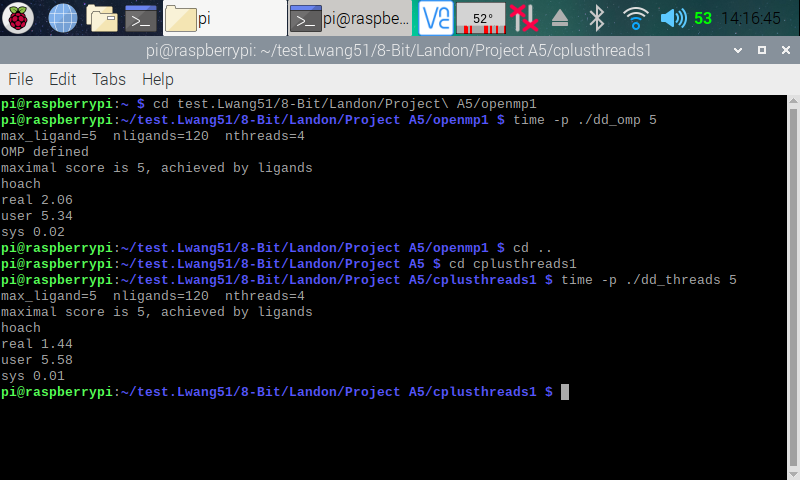 pi
pi@raspbe...
52°
53
14:16:45
pi@raspberrypi: ~/test.Lwang51/8-Bit/Landon/Project A5/cplusthreads1
File Edit Tabs Help
pi@raspberrypi:~ $ cd test.Lwang51/8-Bit/Landon/Project\ A5/openmp1
pi@raspberrypi:~/test.Lwang51/8-Bit/Landon/Project A5/openmp1 $ time -p ./dd_omp 5
max_ligand=5  nligands=120  nthreads=4
OMP defined
maximal score is 5, achieved by ligands
hoach
real 2.06
user 5.34
sys 0.02
pi@raspberrypi:~/test.Lwang51/8-Bit/Landon/Project A5/openmp1 $ cd ..
pi@raspberrypi:~/test.Lwang51/8-Bit/Landon/Project A5 $ cd cplusthreads1
pi@raspberrypi:~/test.Lwang51/8-Bit/Landon/Project A5/cplusthreads1 $ time -p ./dd_threads 5
max_ligand=5  nligands=120  nthreads=4
maximal score is 5, achieved by ligands
hoach
real 1.44
user 5.58
sys 0.01
pi@raspberrypi:~/test.Lwang51/8-Bit/Landon/Project A5/cplusthreads1 $